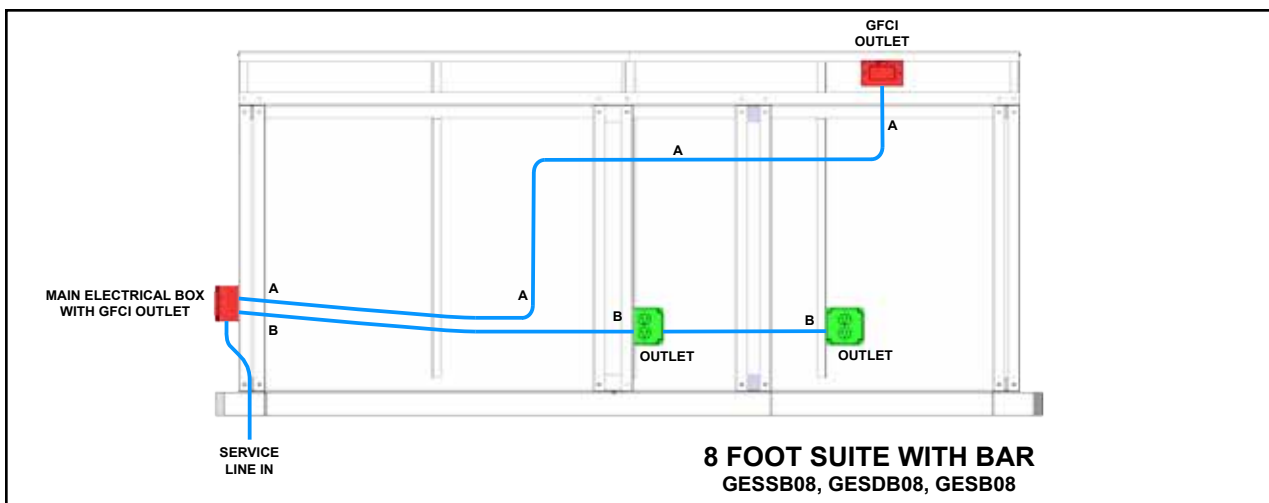 GFCI
OUTLET
A
A
MAIN ELECTRICAL BOX
WITH GFCI OUTLET
A
A
B
B
B
OUTLET
OUTLET
SERVICE
LINE IN
8 FOOT SUITE WITH BAR
GESSB08, GESDB08, GESB08